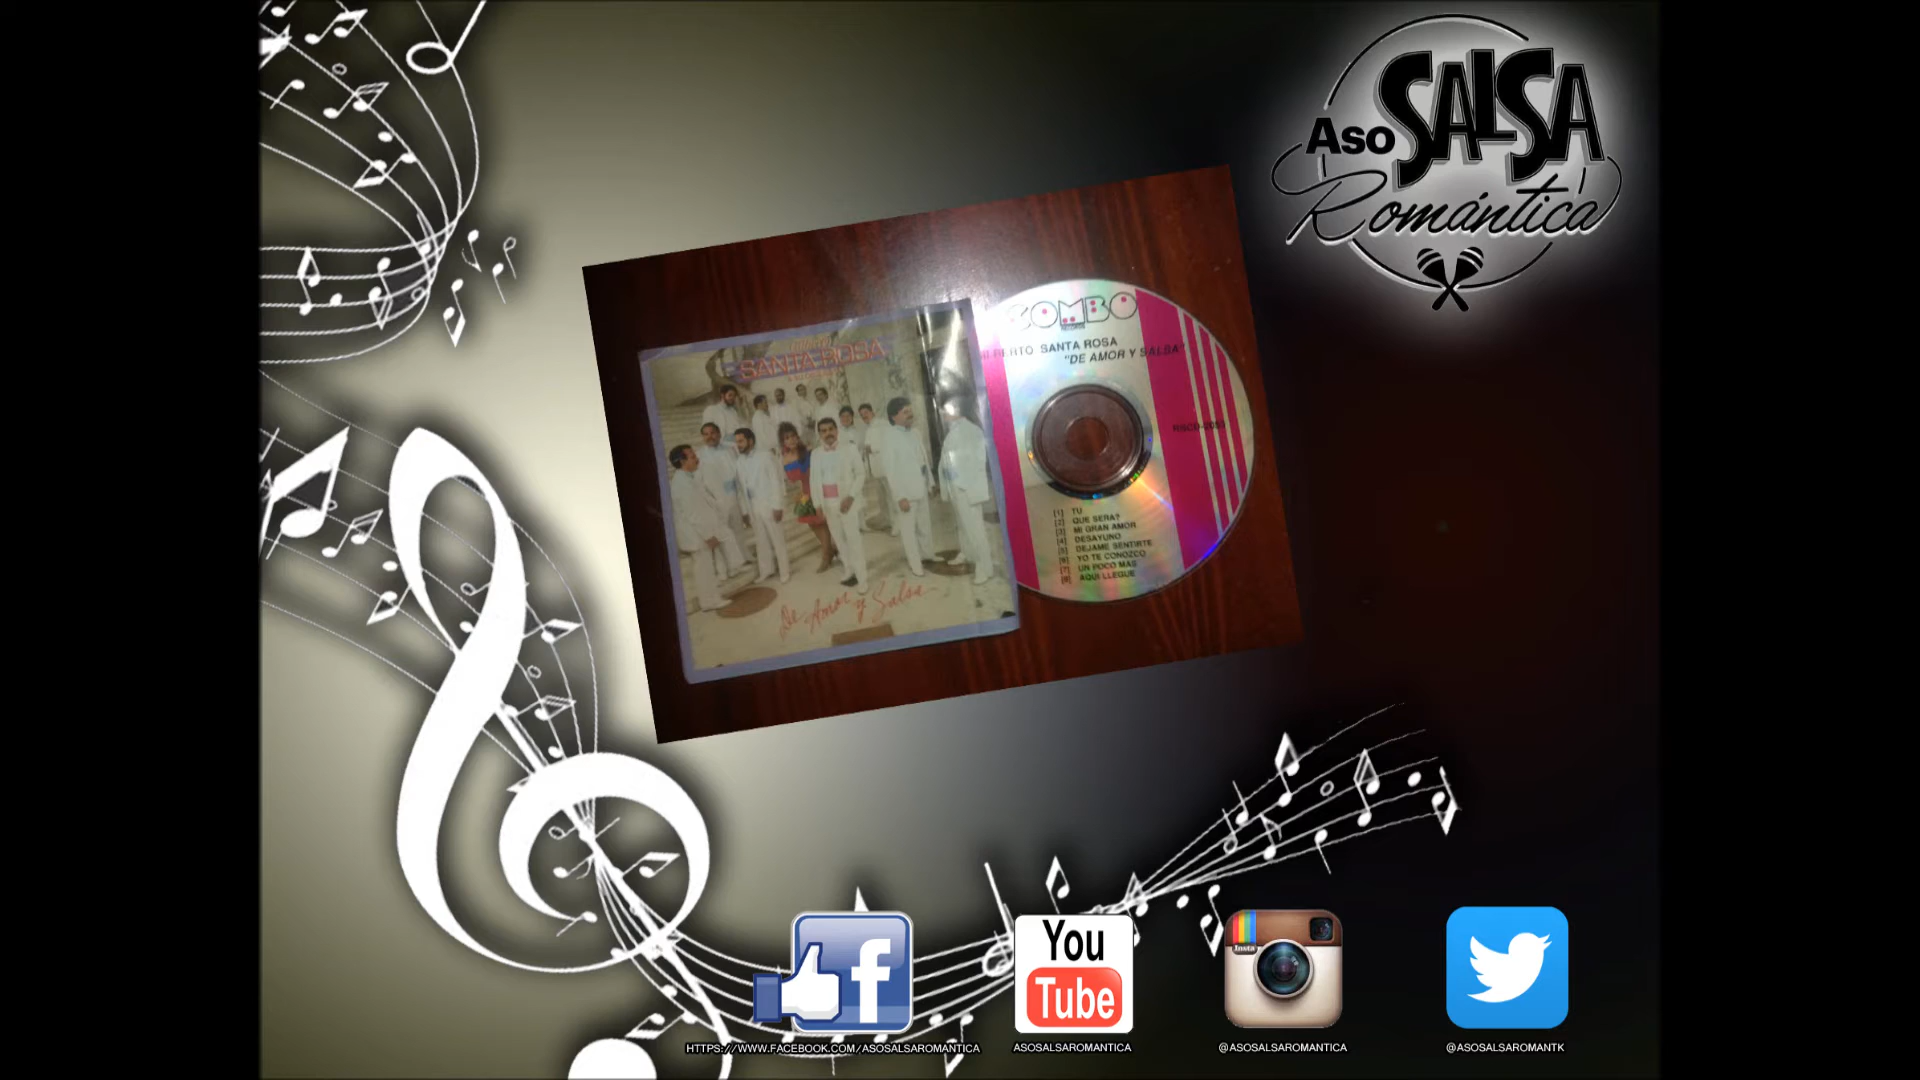 Aso SALSA
Romántica
SANTA ROSA
De Amor y Salsa
COMBO
RECORDS
SANTA ROSA
"DE AMOR Y SALSA"
[1] TU
[2] QUE SERA?
[3] MI GRAN AMOR
[4] DESAYUNO
[5] DEJAME SENTIRTE
[6] YO TE CONOZCO
[7] UN POCO MAS
[8] AQUI LLEGUE
f
You
Tube
Insta
HTTPS://WWW.FACEBOOK.COM/ASOSALSAROMANTICA
ASOSALSAROMANTICA
@ASOSALSAROMANTICA
@ASOSALSAROMANTK